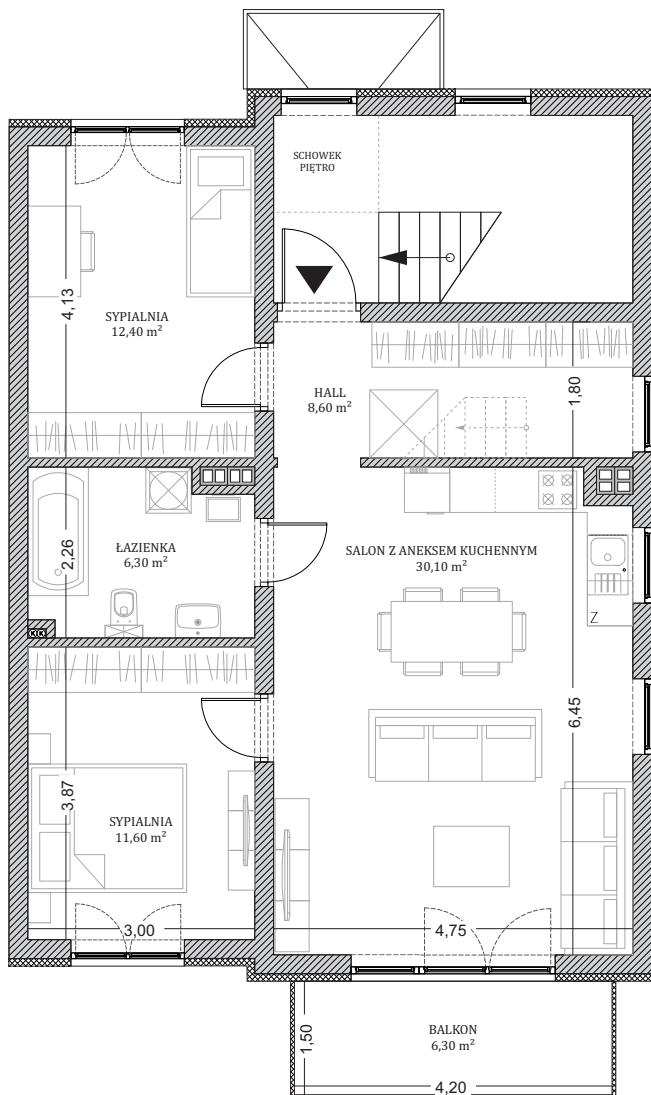 SCHOWEK
PIĘTRO
SYPIALNIA
12,40 m²
4,13
HALL
8,60 m²
1,80
ŁAZIENKA
6,30 m²
2,26
SALON Z ANEKSEM KUCHENNYM
30,10 m²
Z
6,45
SYPIALNIA
11,60 m²
3,87
3,00
4,75
BALKON
6,30 m²
1,50
4,20